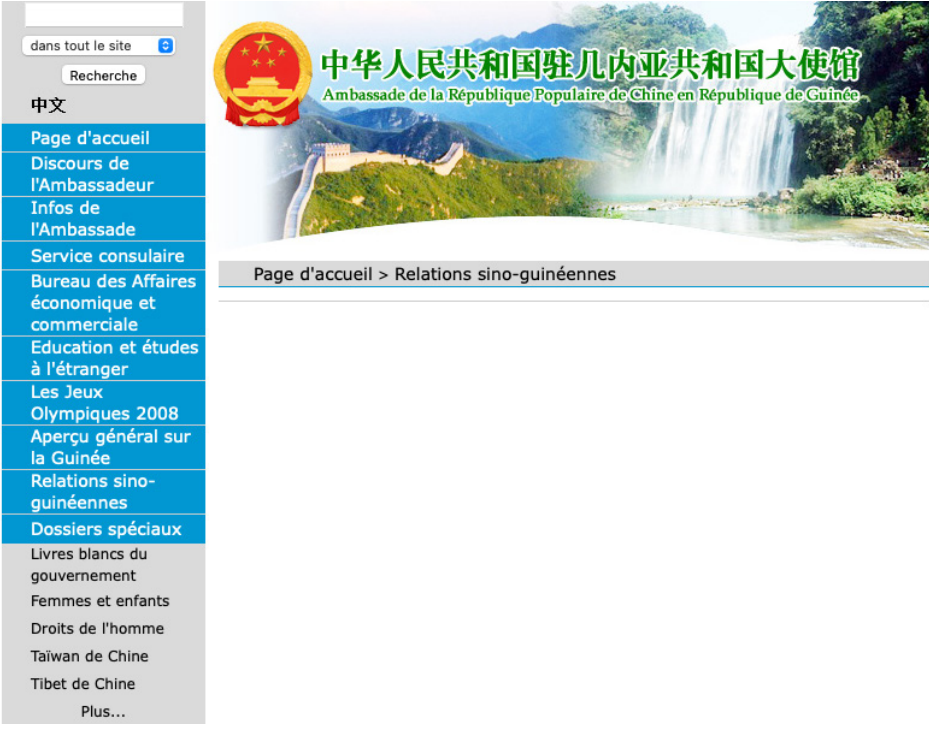 dans tout le site
Recherche
中文
Page d'accueil
Discours de
l'Ambassadeur
Infos de
l'Ambassade
Service consulaire
Bureau des Affaires
économique et
commerciale
Education et études
à l'étranger
Les Jeux
Olympiques 2008
Aperçu général sur
la Guinée
Relations sino-
guinéennes
Dossiers spéciaux
Livres blancs du
gouvernement
Femmes et enfants
Droits de l'homme
Taïwan de Chine
Tibet de Chine
Plus...
中华人民共和国驻几内亚共和国大使馆
Ambassade de la République Populaire de Chine en République de Guinée
Page d'accueil > Relations sino-guinéennes